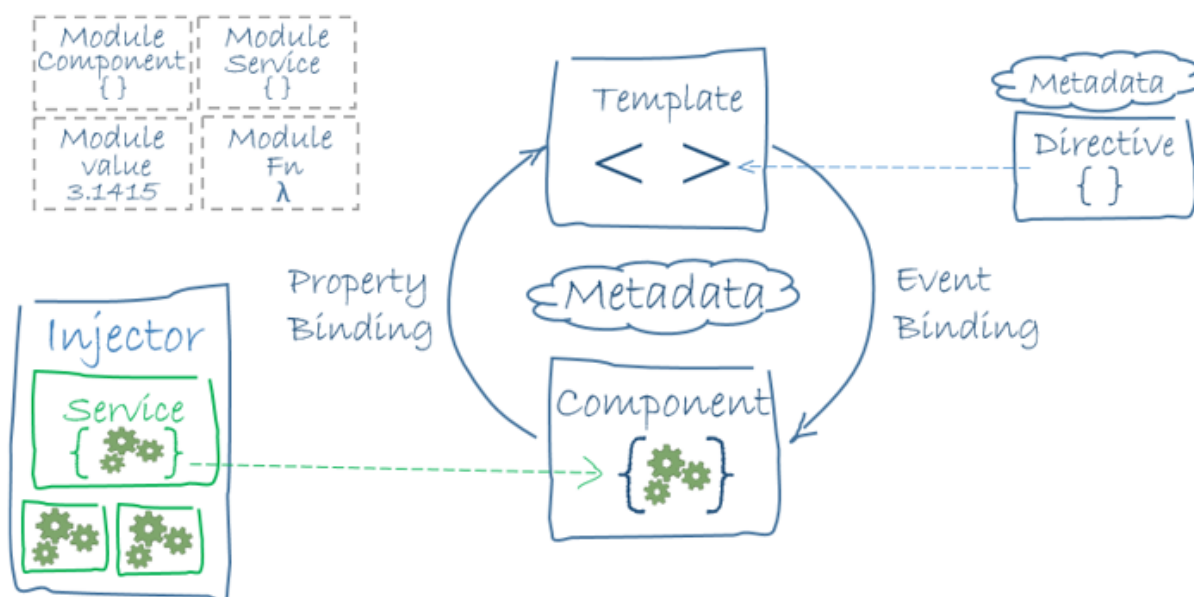 Module
Component
{ }
Module
Service
{ }
Module
value
3.1415
Module
Fn
λ
Template
< >
Metadata
Directive
{ }
Property
Binding
Metadata
Event
Binding
Injector
Service
{ }
Component
{ }